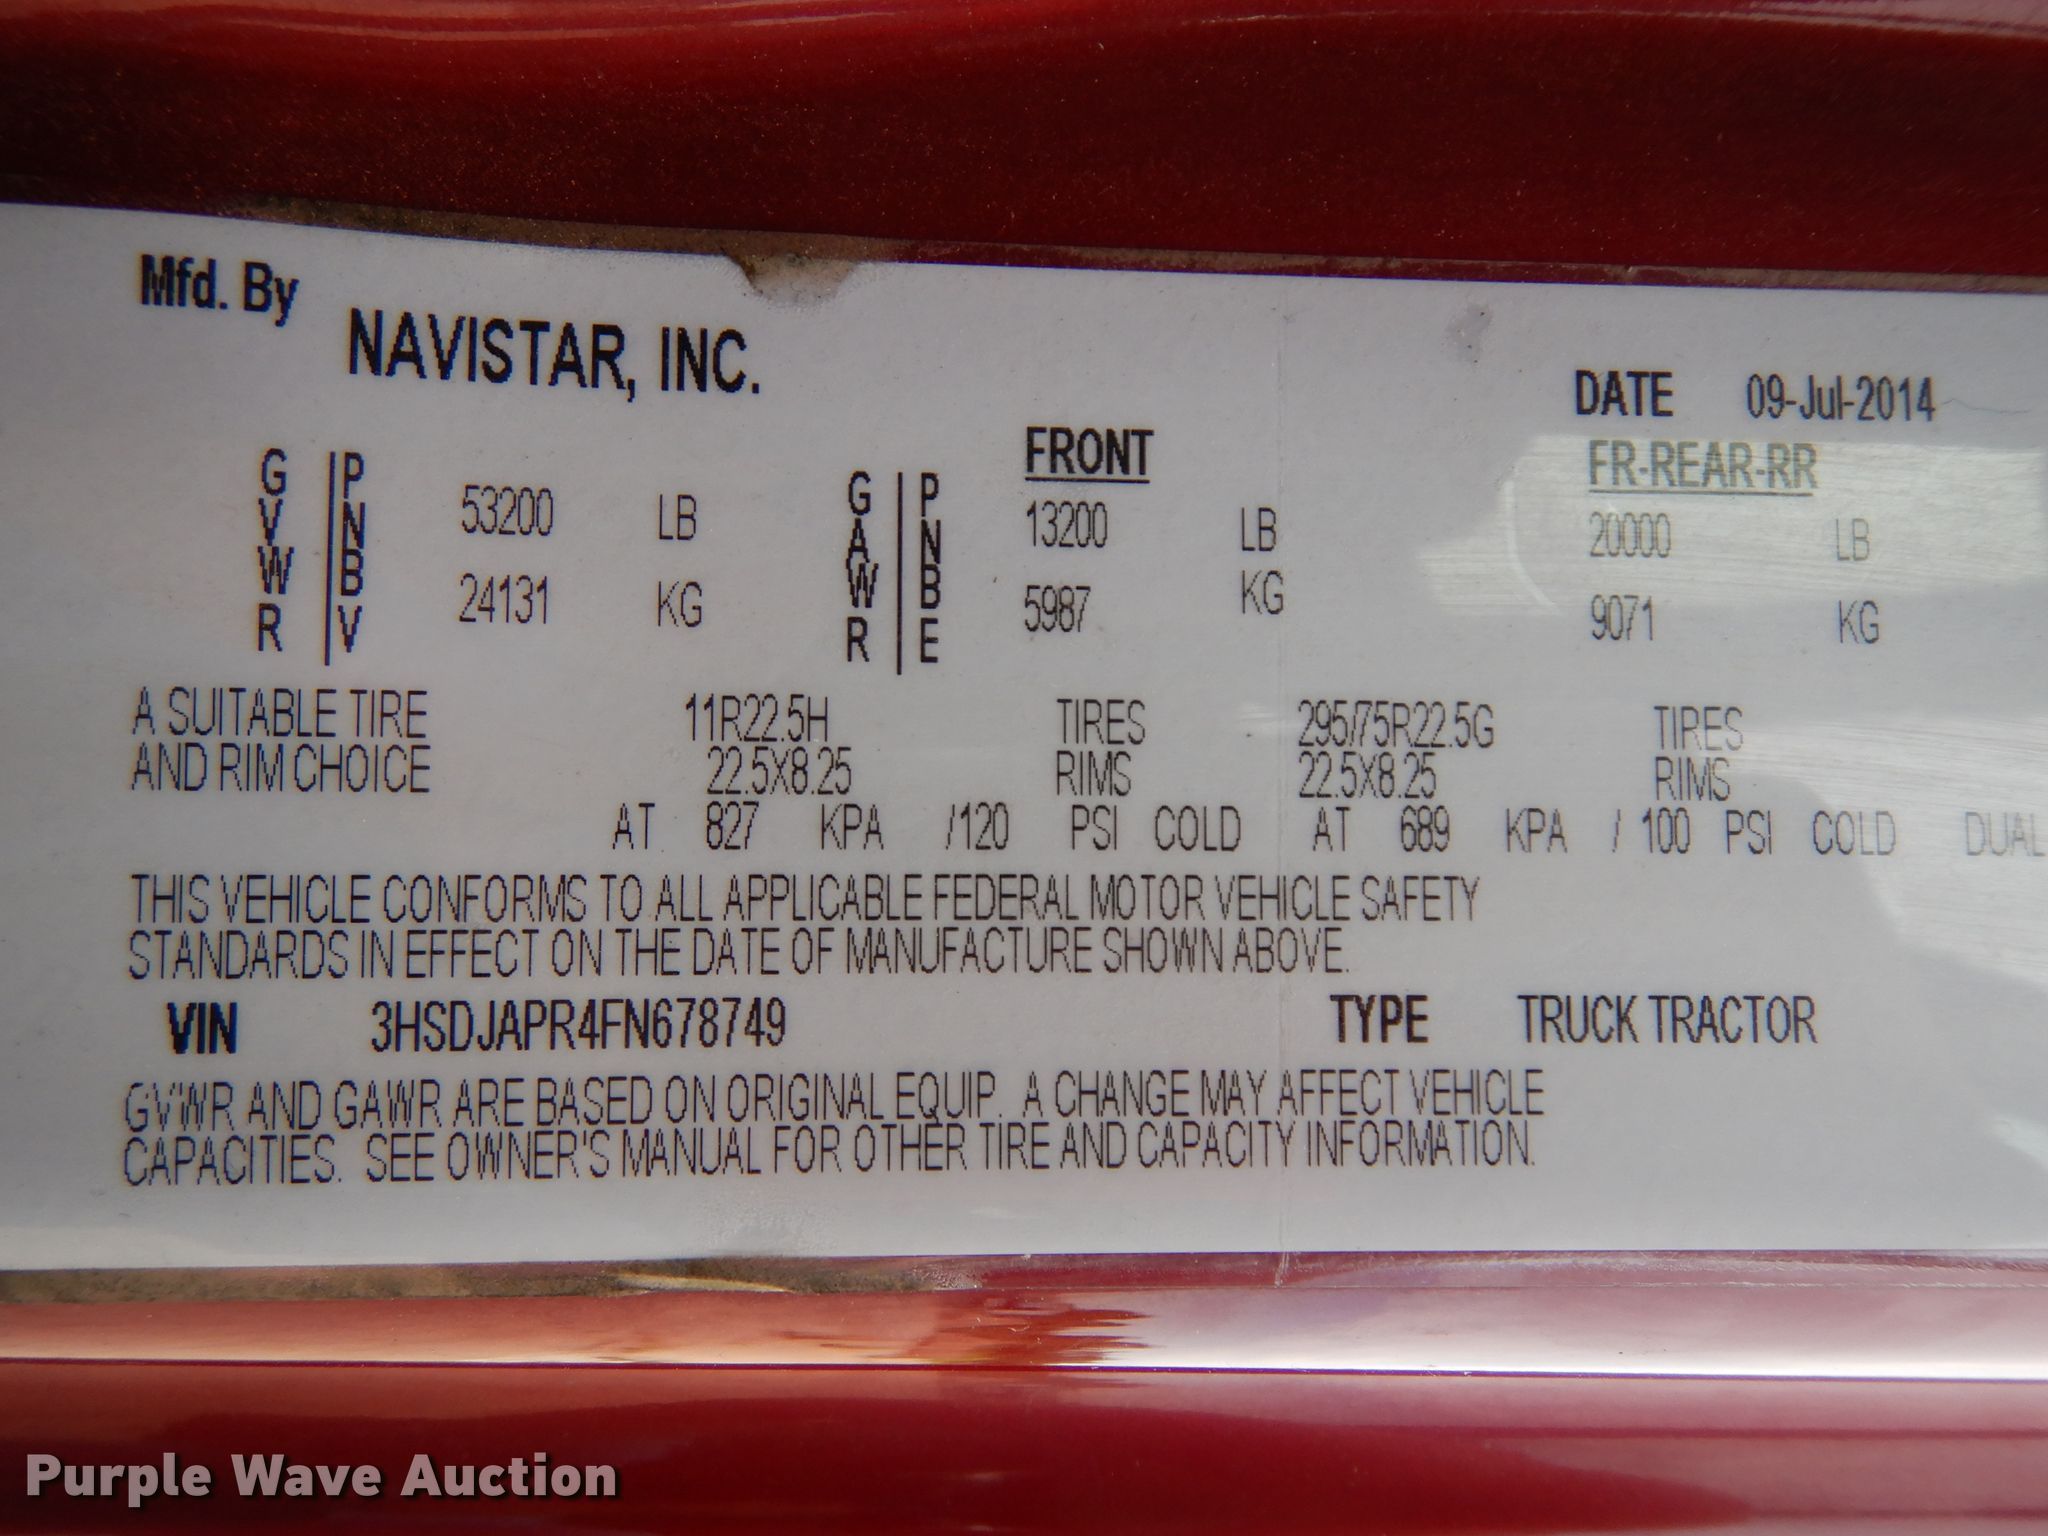 Mfd. By
NAVISTAR, INC.
DATE 09-Jul-2014
FRONT FR-REAR-RR
GVWR | PNBV 53200 LB GAWR | PNBE 13200 LB 20000 LB
24131 KG 5987 KG 9071 KG
A SUITABLE TIRE 11R22.5H TIRES 295/75R22.5G TIRES
AND RIM CHOICE 22.5X8.25 RIMS 22.5X8.25 RIMS
AT 827 KPA /120 PSI COLD AT 689 KPA / 100 PSI COLD DUAL
THIS VEHICLE CONFORMS TO ALL APPLICABLE FEDERAL MOTOR VEHICLE SAFETY
STANDARDS IN EFFECT ON THE DATE OF MANUFACTURE SHOWN ABOVE.
VIN 3HSDJAPR4FN678749 TYPE TRUCK TRACTOR
GVWR AND GAWR ARE BASED ON ORIGINAL EQUIP. A CHANGE MAY AFFECT VEHICLE
CAPACITIES. SEE OWNER'S MANUAL FOR OTHER TIRE AND CAPACITY INFORMATION.
Purple Wave Auction